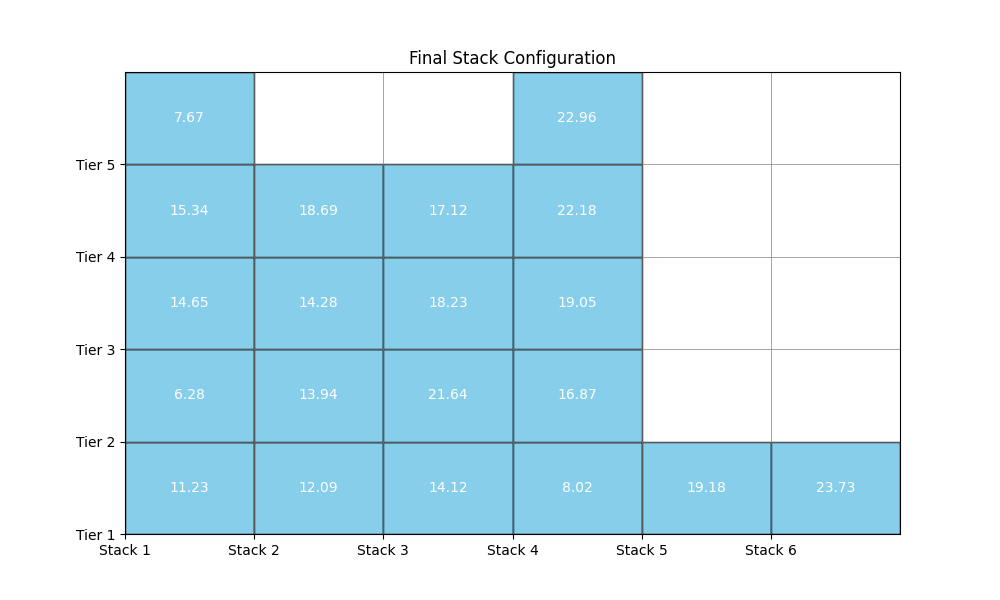 Final Stack Configuration
7.67 22.96
Tier 5
15.34 18.69 17.12 22.18
Tier 4
14.65 14.28 18.23 19.05
Tier 3
6.28 13.94 21.64 16.87
Tier 2
11.23 12.09 14.12 8.02 19.18 23.73
Tier 1
Stack 1 Stack 2 Stack 3 Stack 4 Stack 5 Stack 6